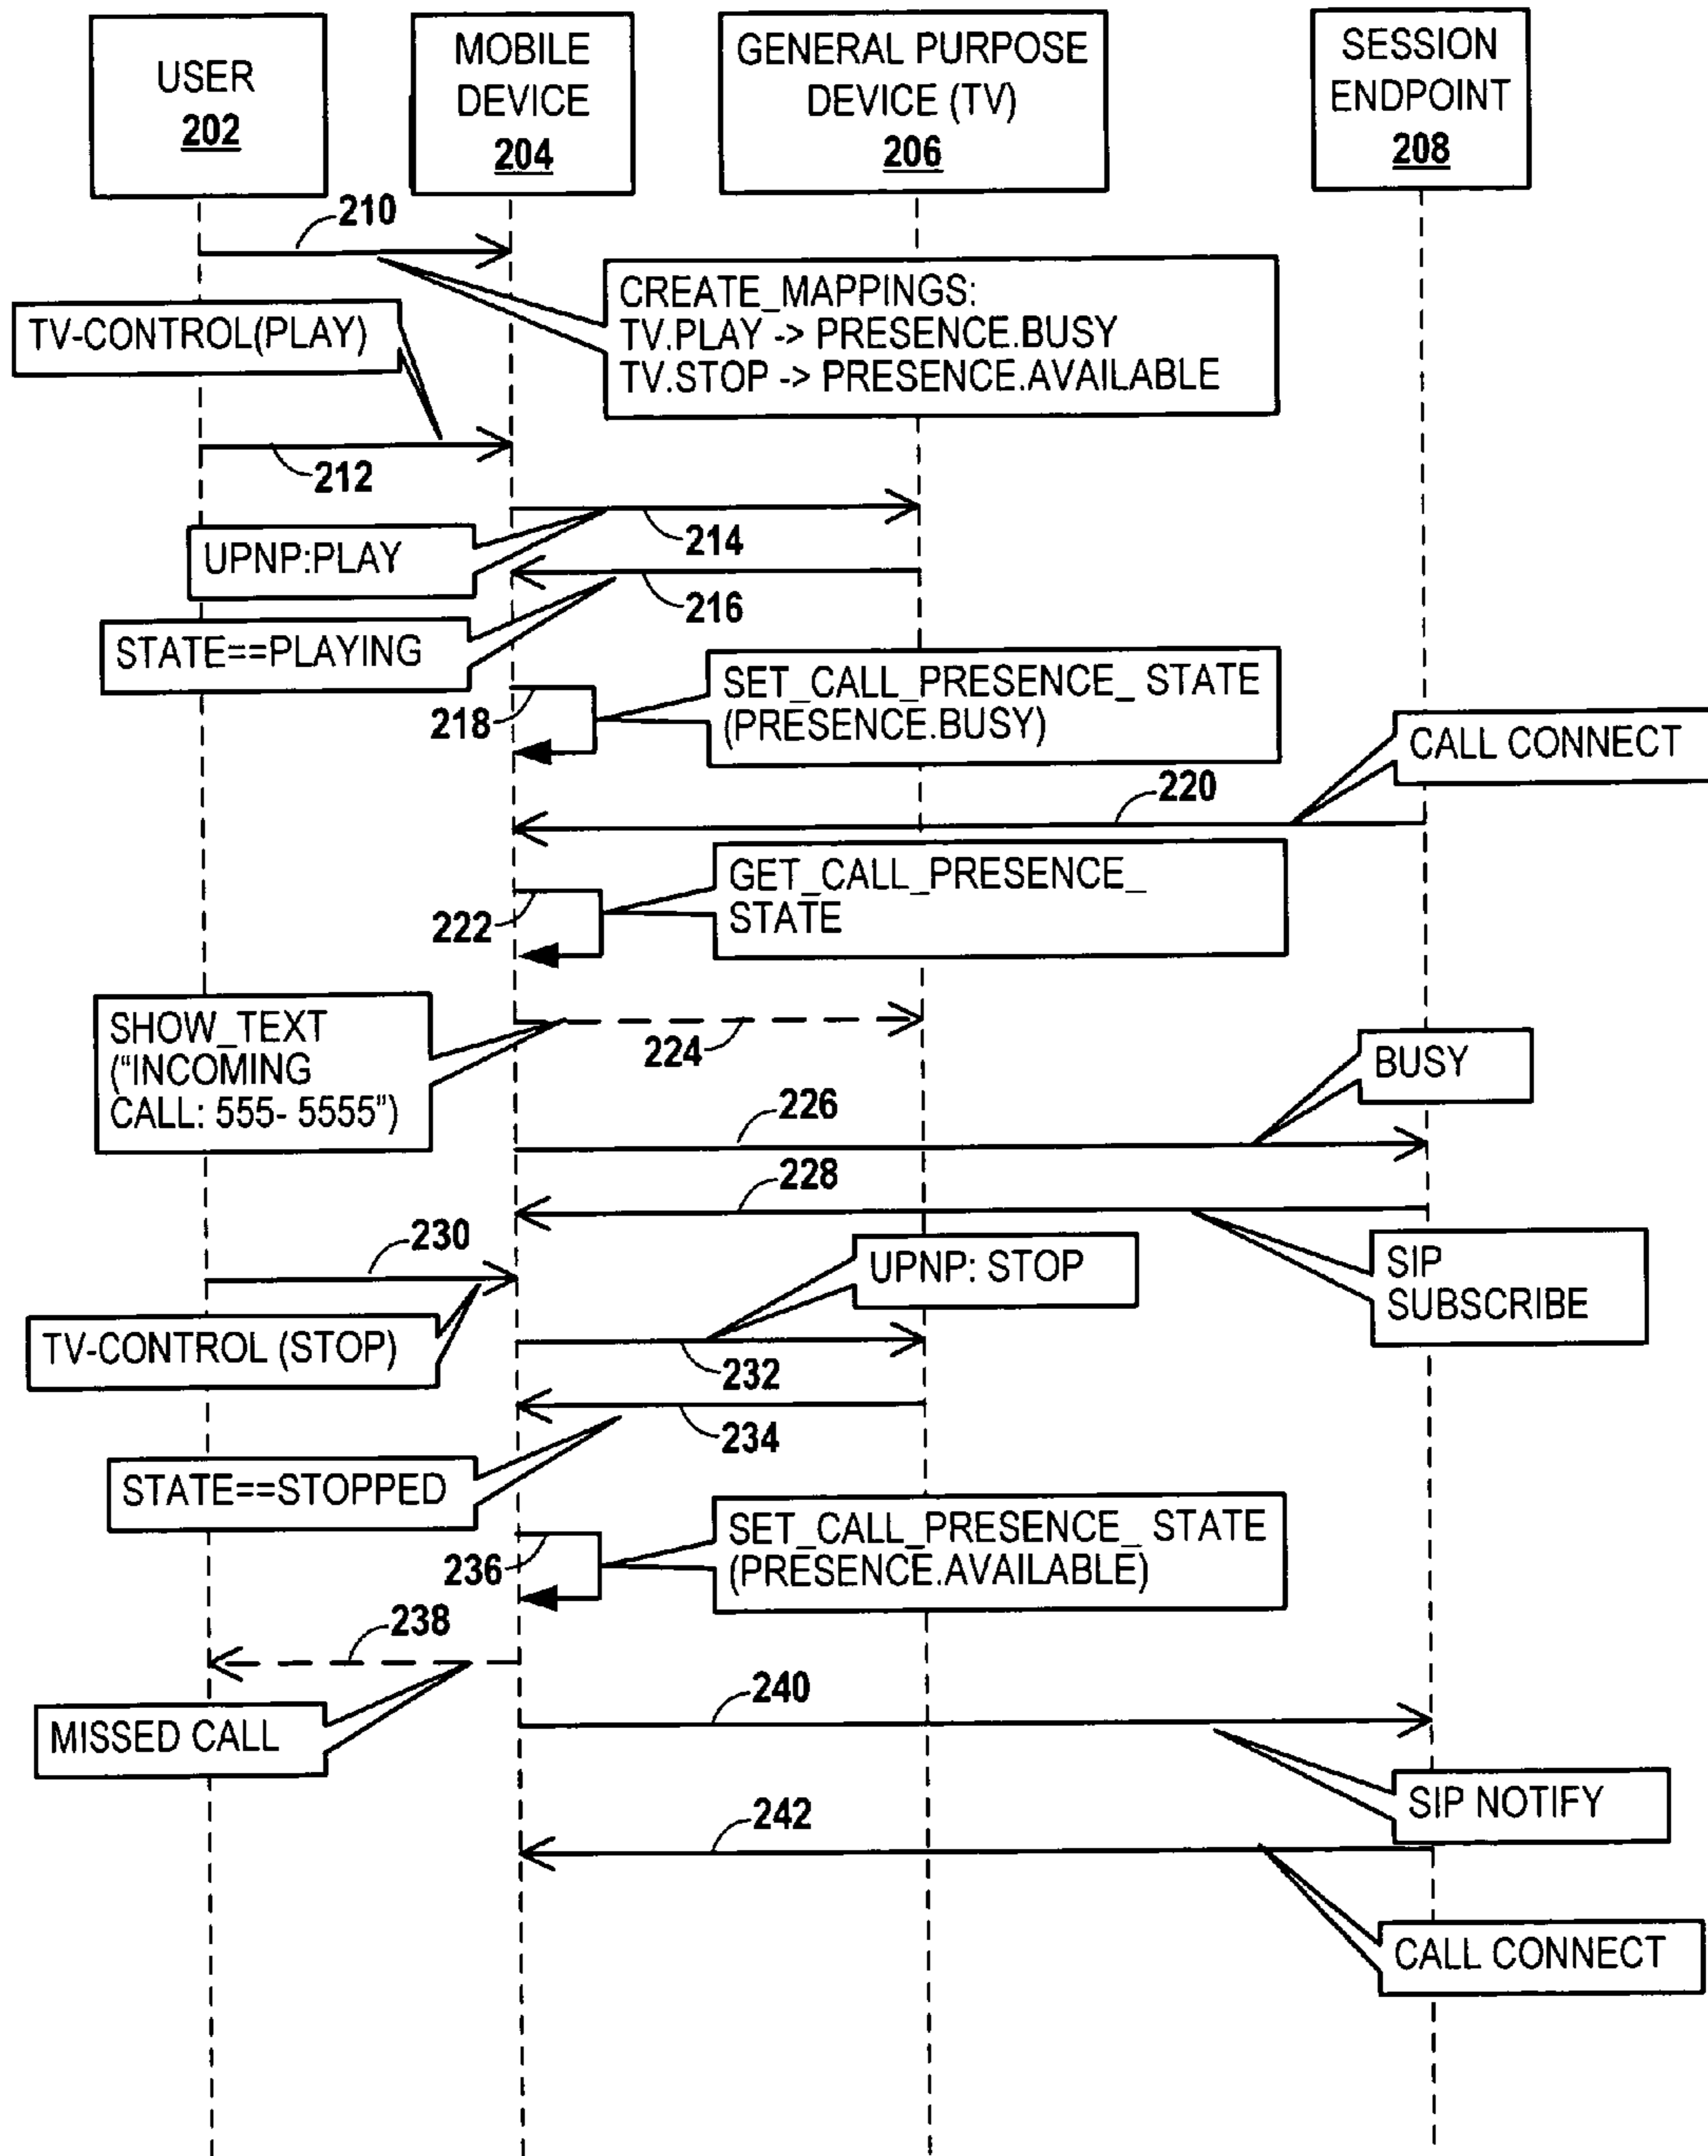 USER
202
MOBILE
DEVICE
204
GENERAL PURPOSE
DEVICE (TV)
206
SESSION
ENDPOINT
208
210
CREATE_MAPPINGS:
TV.PLAY -> PRESENCE.BUSY
TV.STOP -> PRESENCE.AVAILABLE
TV-CONTROL(PLAY)
212
214
UPNP:PLAY
216
STATE==PLAYING
218
SET_CALL_PRESENCE_ STATE
(PRESENCE.BUSY)
CALL CONNECT
220
222
GET_CALL_PRESENCE_
STATE
SHOW_TEXT
("INCOMING
CALL: 555- 5555")
224
BUSY
226
228
SIP
SUBSCRIBE
230
TV-CONTROL (STOP)
UPNP: STOP
232
234
STATE==STOPPED
236
SET_CALL_PRESENCE_ STATE
(PRESENCE.AVAILABLE)
238
MISSED CALL
240
SIP NOTIFY
242
CALL CONNECT